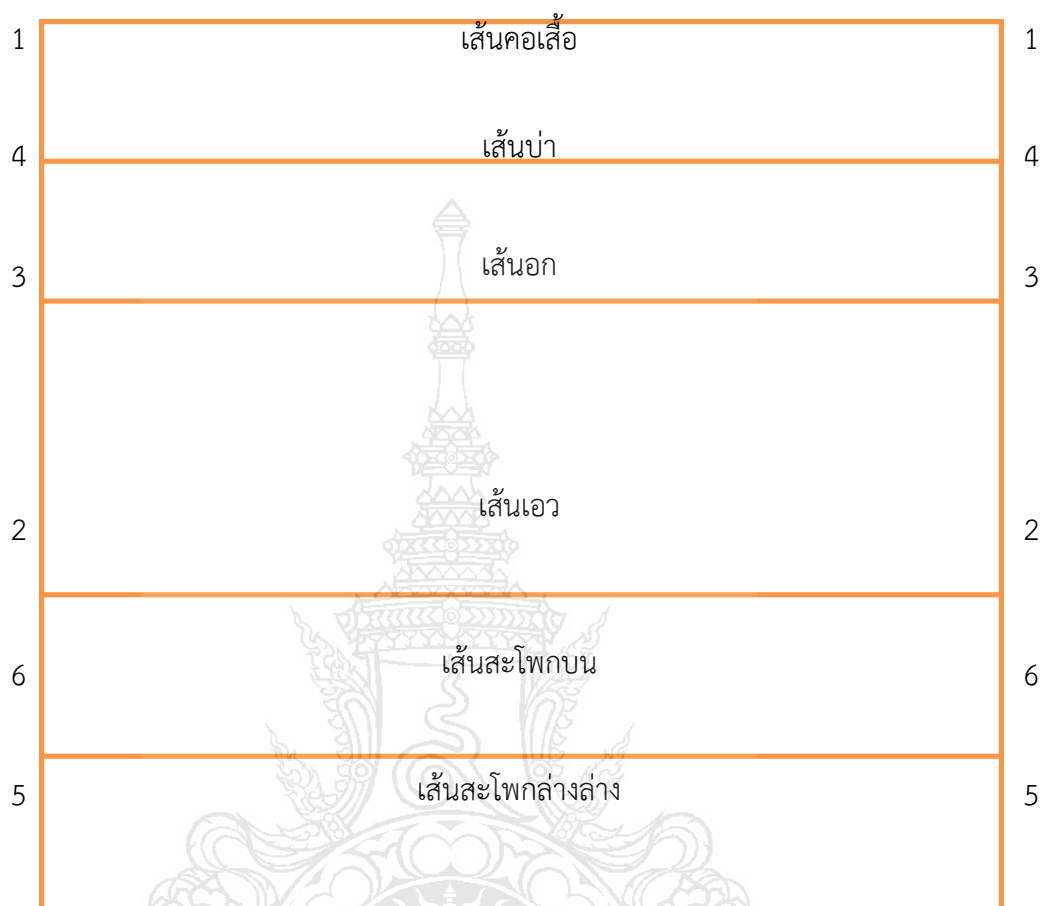 1 เส้นคอเสื้อ 1
4 เส้นบ่า 4
3 เส้นอก 3
2 เส้นเอว 2
6 เส้นสะโพกบน 6
5 เส้นสะโพกล่างล่าง 5